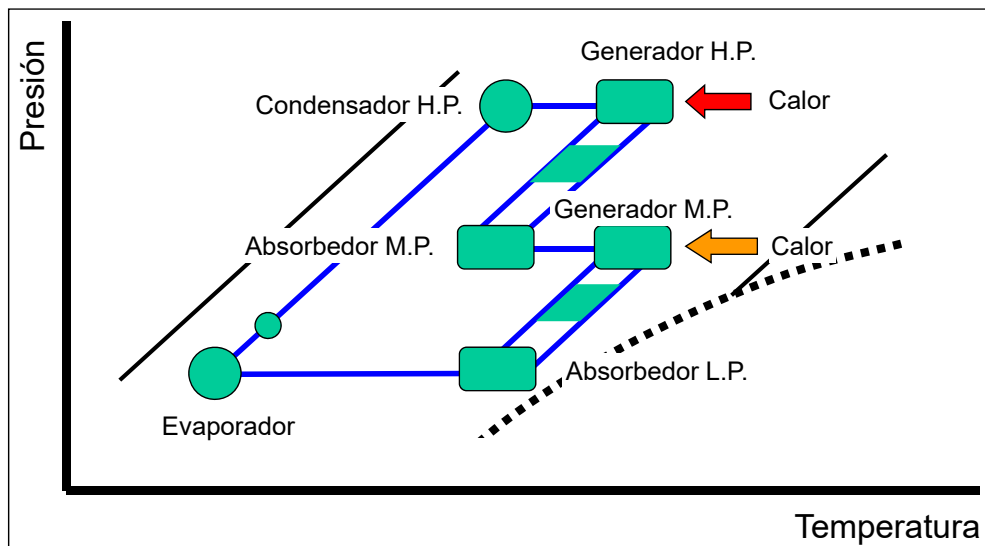 Presión
Generador H.P.
Condensador H.P.
Calor
Generador M.P.
Absorbedor M.P.
Calor
Absorbedor L.P.
Evaporador
Temperatura